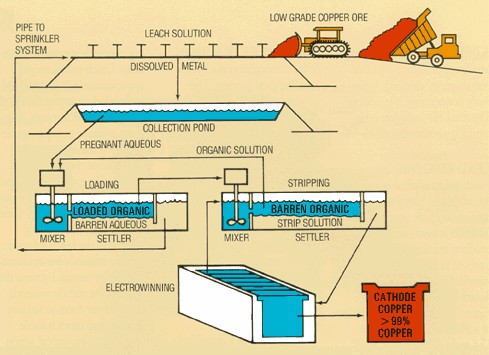 PIPE TO
SPRINKLER
SYSTEM
LEACH SOLUTION
LOW GRADE COPPER ORE
DISSOLVED METAL
COLLECTION POND
PREGNANT AQUEOUS
ORGANIC SOLUTION
LOADING
STRIPPING
LOADED ORGANIC
BARREN AQUEOUS
MIXER
SETTLER
BARREN ORGANIC
STRIP SOLUTION
MIXER
SETTLER
ELECTROWINNING
CATHODE
COPPER
> 99%
COPPER